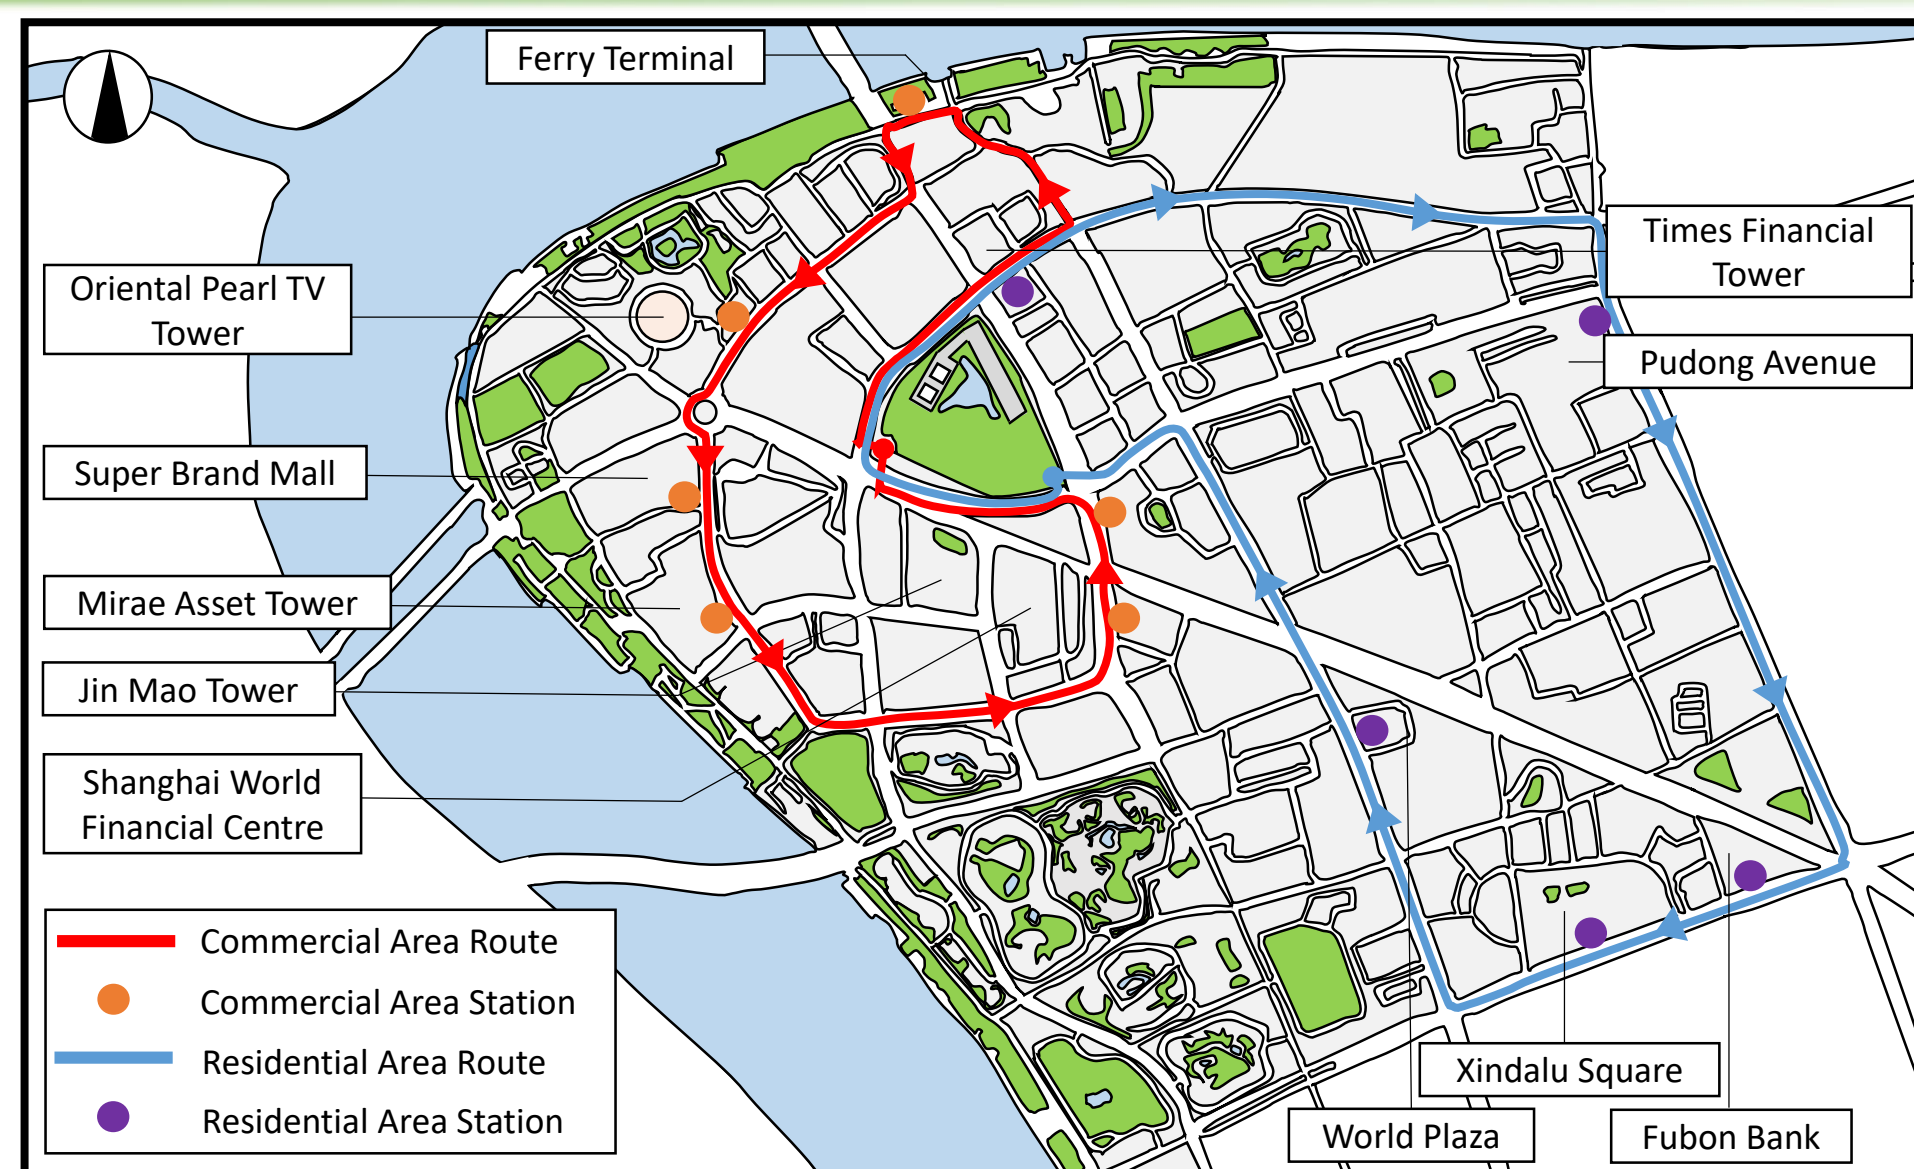 Ferry Terminal
Times Financial
Tower
Oriental Pearl TV
Tower
Pudong Avenue
Super Brand Mall
Mirae Asset Tower
Jin Mao Tower
Shanghai World
Financial Centre
Commercial Area Route
Commercial Area Station
Residential Area Route
Residential Area Station
Xindalu Square
World Plaza
Fubon Bank